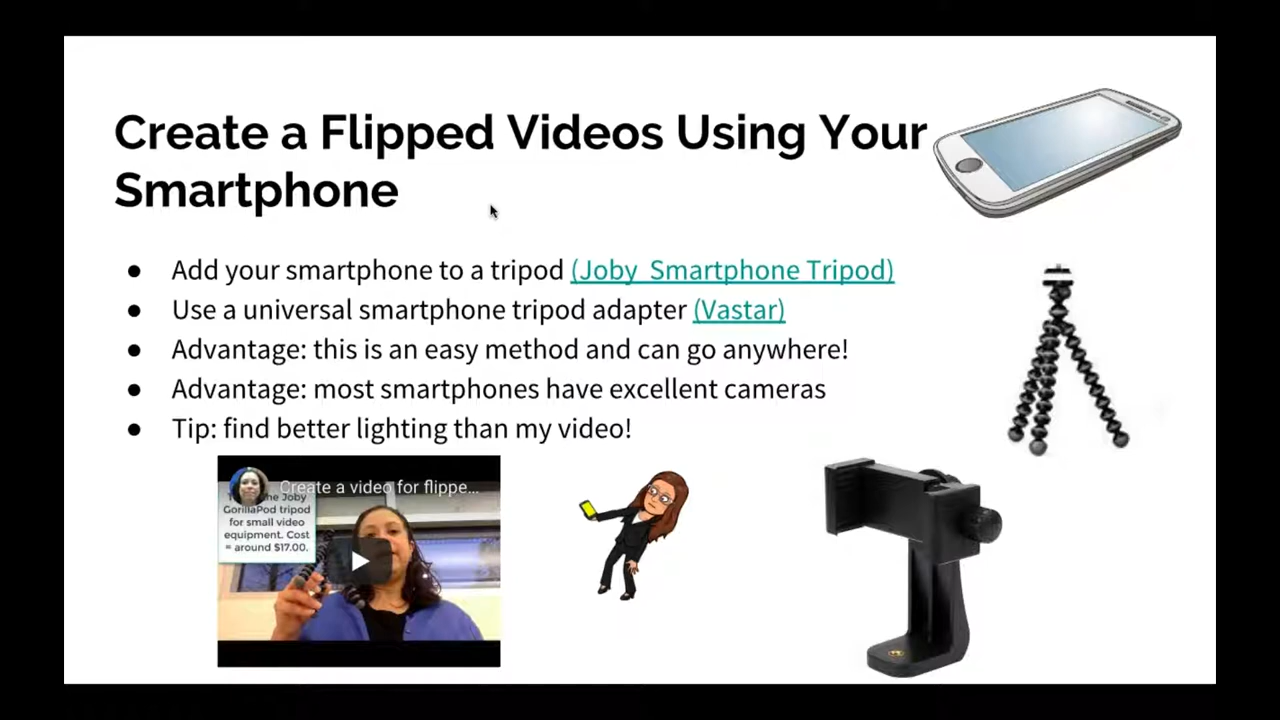 Create a Flipped Videos Using Your
Smartphone
● Add your smartphone to a tripod (Joby  Smartphone Tripod)
● Use a universal smartphone tripod adapter (Vastar)
● Advantage: this is an easy method and can go anywhere!
● Advantage: most smartphones have excellent cameras
● Tip: find better lighting than my video!
Create a video for flippe...
the Joby
GorillaPod tripod
for small video
equipment. Cost
= around $17.00.